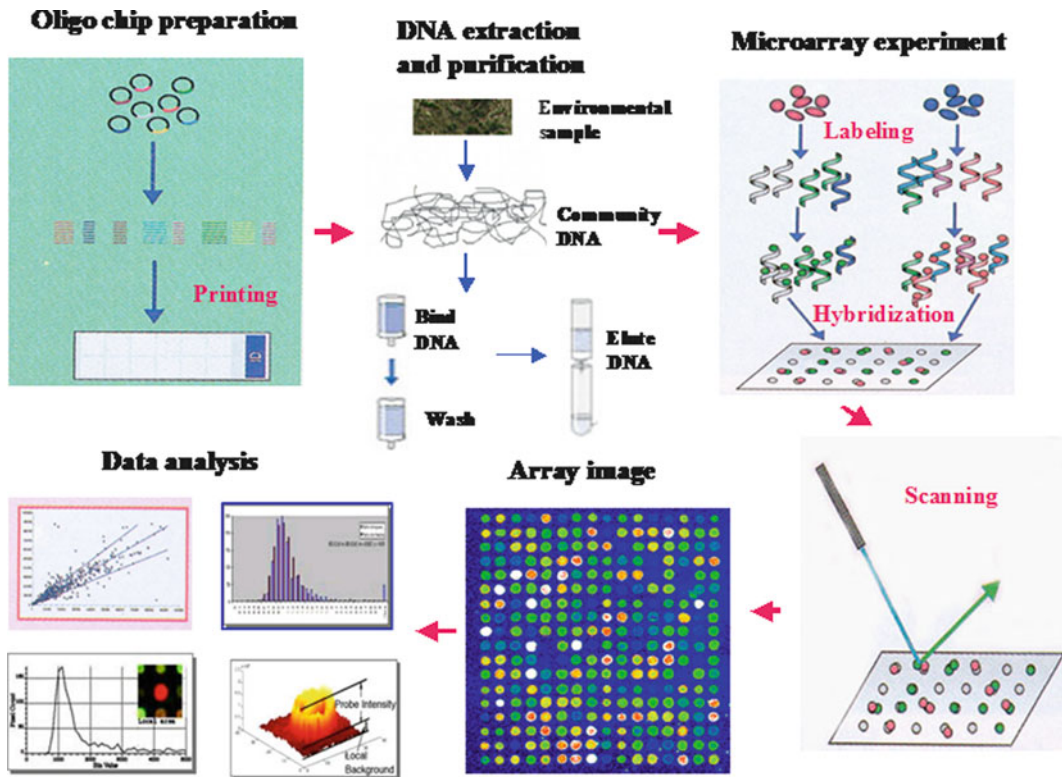 Oligo chip preparation
Printing
DNA extraction
and purification
Environmental
sample
Community
DNA
Bind
DNA
Wash
Elute
DNA
Microarray experiment
Labeling
Hybridization
Scanning
Array image
Data analysis
Probe Intensity
Local
Background